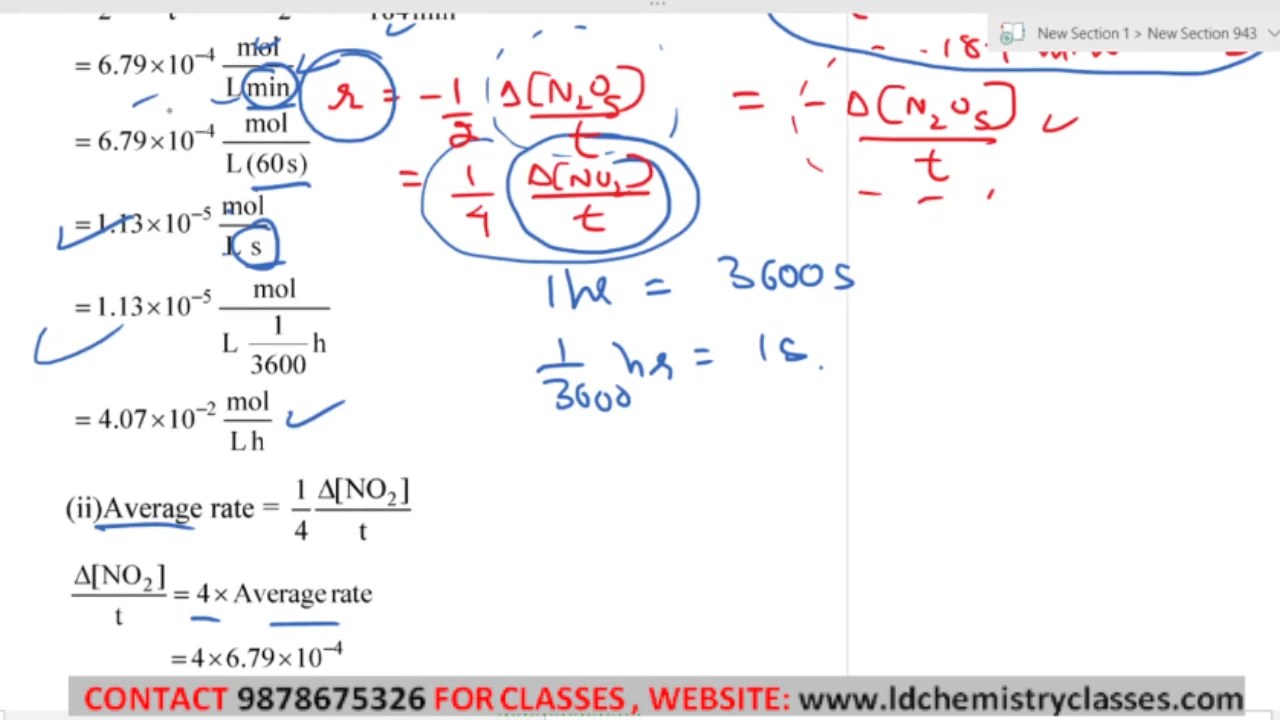 New Section 1 > New Section 943
= 6.79×10⁻⁴ mol / L min
= 6.79×10⁻⁴ mol / L (60 s)
= 1.13×10⁻⁵ mol / L s
= 1.13×10⁻⁵ mol / L 1/3600 h
= 4.07×10⁻² mol / L h
(ii)Average rate = 1/4 Δ[NO₂] / t
Δ[NO₂] / t = 4× Average rate
= 4×6.79×10⁻⁴
r = - 1/2 Δ[N₂O₅] / t = - Δ[N₂O₅] / t
= 1/4 Δ[NO₂] / t
1hr = 3600s
1/3600 hr = 1s.
CONTACT 9878675326 FOR CLASSES , WEBSITE: www.ldchemistryclasses.com